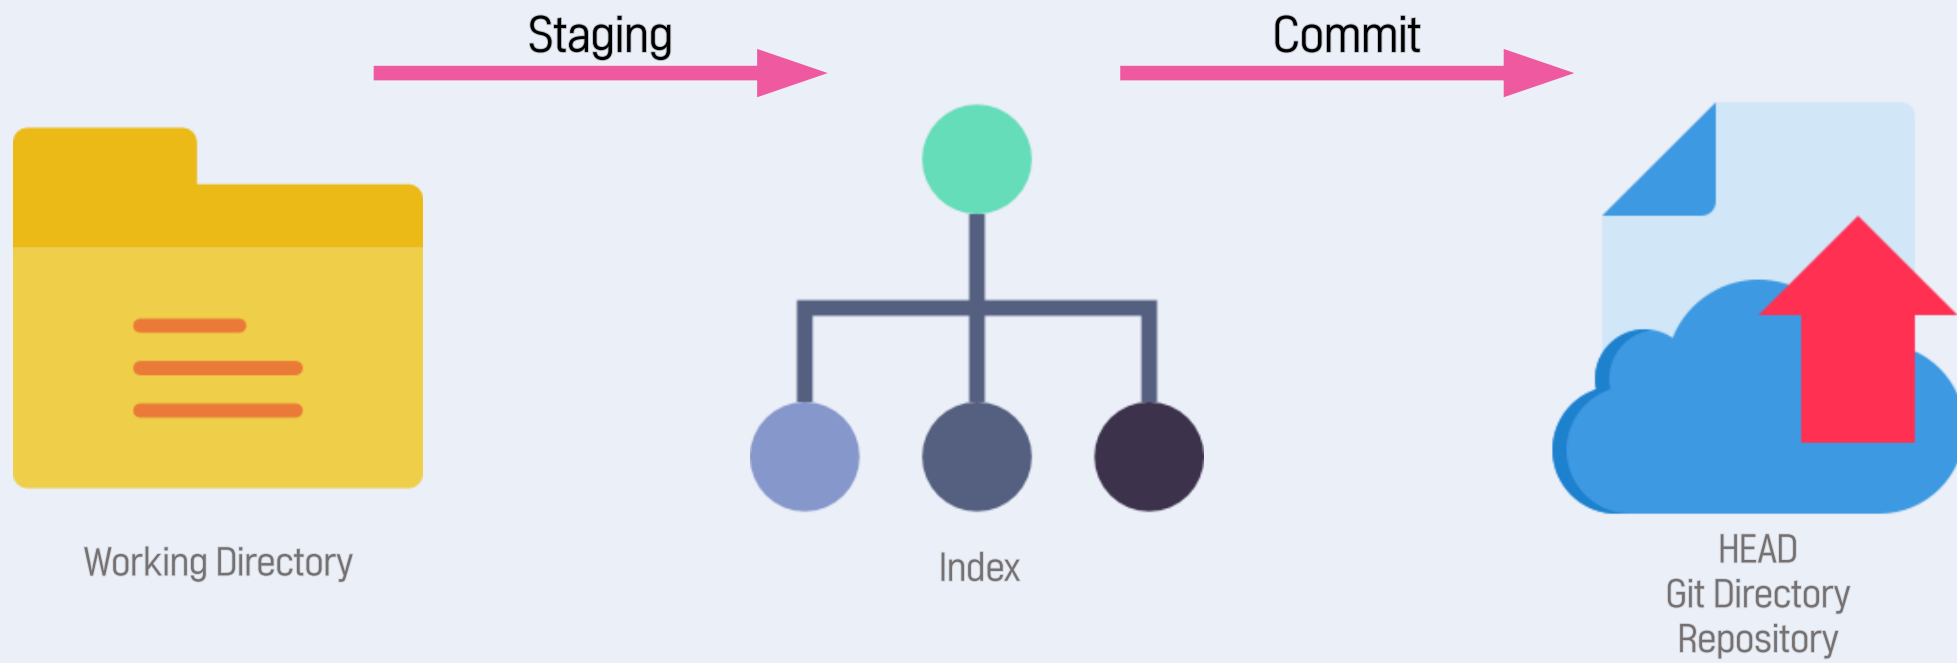 Staging
Commit
Working Directory
Index
HEAD
Git Directory
Repository